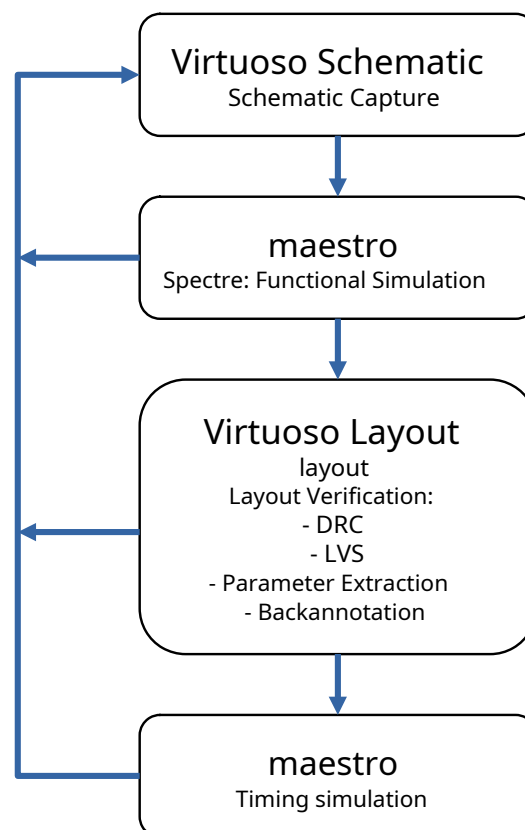 Virtuoso Schematic
Schematic Capture
maestro
Spectre: Functional Simulation
Virtuoso Layout
layout
Layout Verification:
- DRC
- LVS
- Parameter Extraction
- Backannotation
maestro
Timing simulation